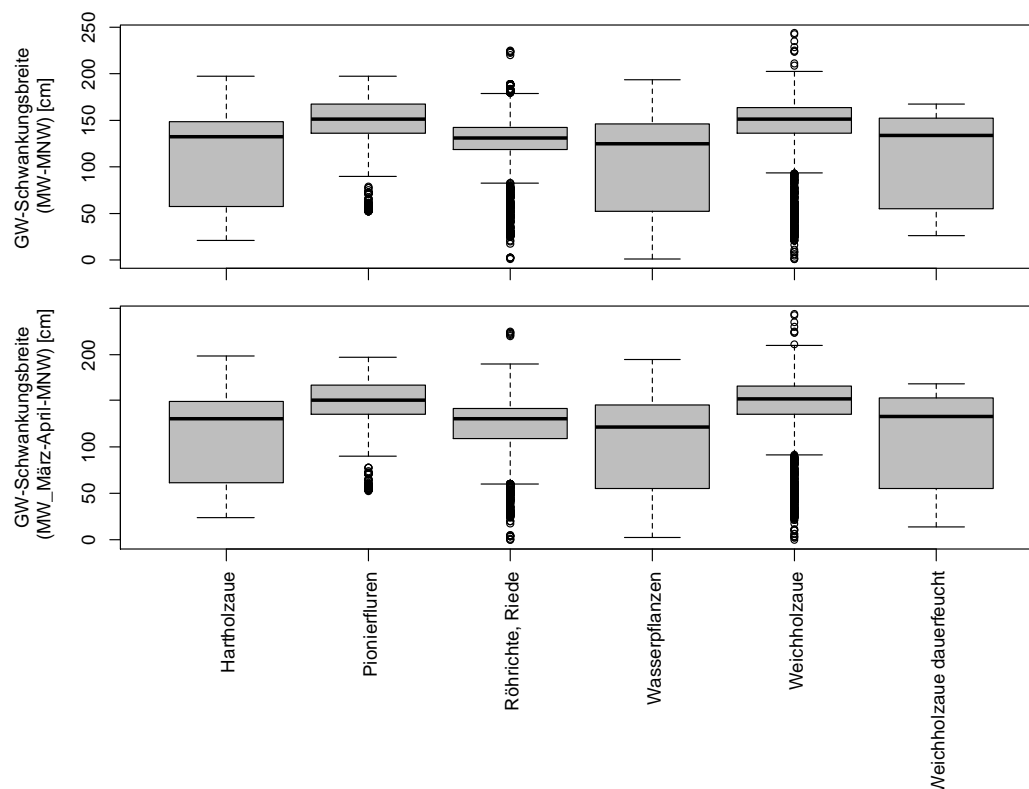 GW-Schwankungsbreite
(MW-MNW) [cm]
250
200
150
100
50
0
GW-Schwankungsbreite
(MW_März-April-MNW) [cm]
200
100
50
0
Hartholzaue
Pionierfluren
Röhrichte, Riede
Wasserpflanzen
Weichholzaue
Weichholzaue dauerfeucht